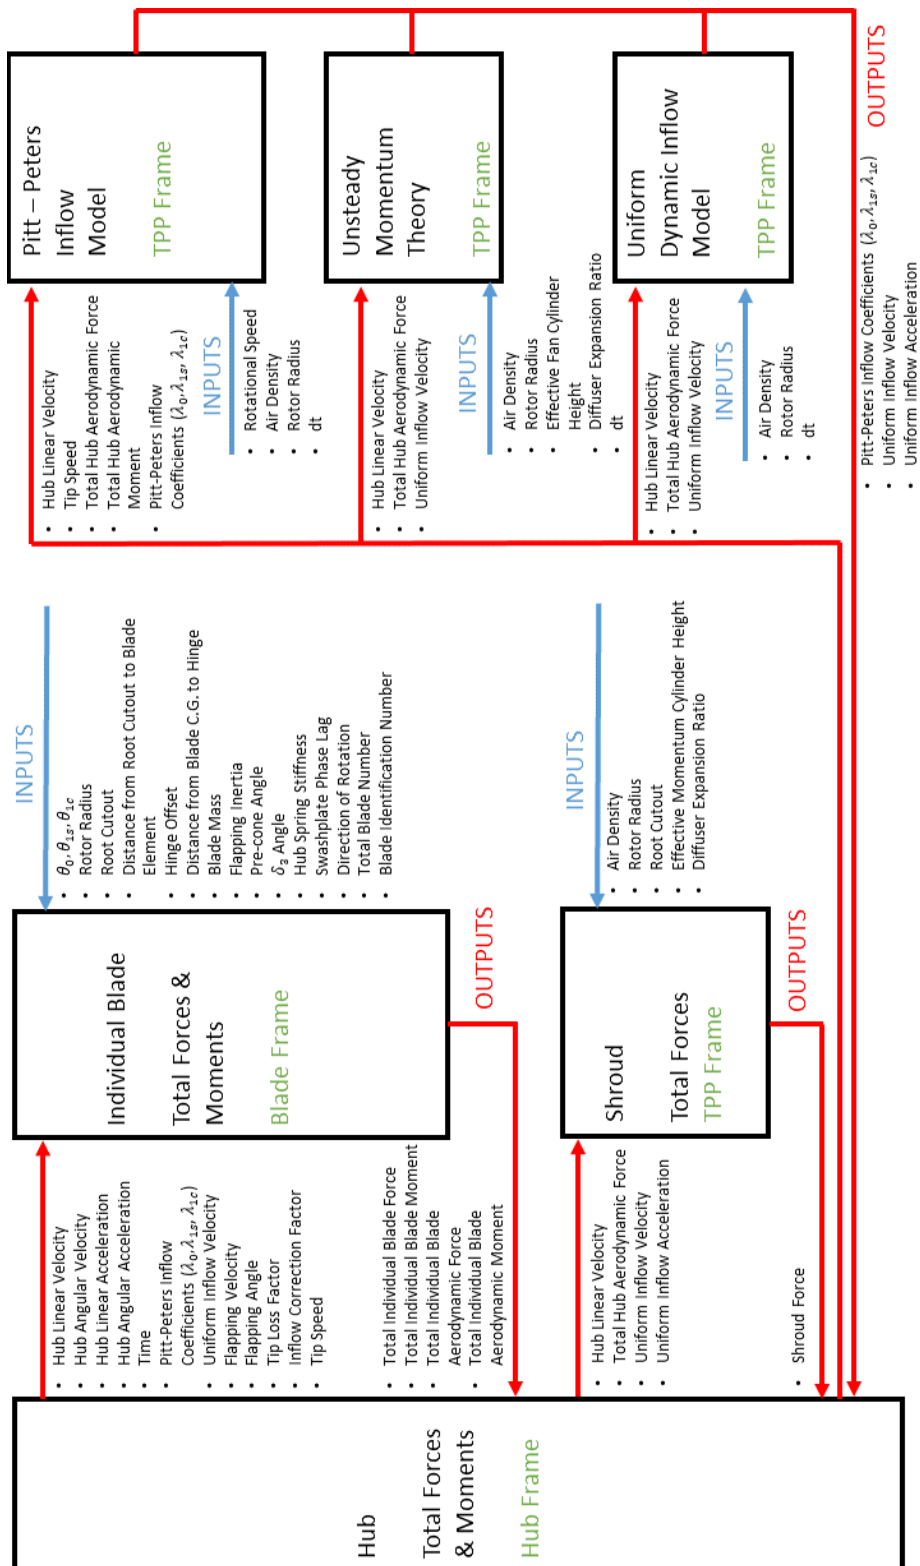 Hub
Total Forces
& Moments
Hub Frame
• Hub Linear Velocity
• Hub Angular Velocity
• Hub Linear Acceleration
• Hub Angular Acceleration
• Time
• Pitt-Peters Inflow
Coefficients (λ₀,λ₁ₛ, λ₁c)
• Uniform Inflow Velocity
• Flapping Velocity
• Flapping Angle
• Tip Loss Factor
• Inflow Correction Factor
• Tip Speed
• Total Individual Blade Force
• Total Individual Blade Moment
• Total Individual Blade
Aerodynamic Force
• Total Individual Blade
Aerodynamic Moment
• Hub Linear Velocity
• Total Hub Aerodynamic Force
• Uniform Inflow Velocity
• Uniform Inflow Acceleration
• Shroud Force
Individual Blade
Total Forces &
Moments
Blade Frame
OUTPUTS
Shroud
Total Forces
TPP Frame
OUTPUTS
INPUTS
• θ₀, θ₁ₛ, θ₁c
• Rotor Radius
• Root Cutout
• Distance from Root Cutout to Blade
Element
• Hinge Offset
• Distance from Blade C.G. to Hinge
• Blade Mass
• Flapping Inertia
• Pre-cone Angle
• δ₃ Angle
• Hub Spring Stiffness
• Swashplate Phase Lag
• Direction of Rotation
• Total Blade Number
• Blade Identification Number
INPUTS
• Air Density
• Rotor Radius
• Root Cutout
• Effective Momentum Cylinder Height
• Diffuser Expansion Ratio
• Hub Linear Velocity
• Tip Speed
• Total Hub Aerodynamic Force
• Total Hub Aerodynamic
Moment
• Pitt-Peters Inflow
Coefficients (λ₀, λ₁ₛ, λ₁c)
INPUTS
• Rotational Speed
• Air Density
• Rotor Radius
• dt
Pitt – Peters
Inflow
Model
TPP Frame
• Hub Linear Velocity
• Total Hub Aerodynamic Force
• Uniform Inflow Velocity
INPUTS
• Air Density
• Rotor Radius
• Effective Fan Cylinder
Height
• Diffuser Expansion Ratio
• dt
Unsteady
Momentum
Theory
TPP Frame
• Hub Linear Velocity
• Total Hub Aerodynamic Force
• Uniform Inflow Velocity
INPUTS
• Air Density
• Rotor Radius
• dt
Uniform
Dynamic Inflow
Model
TPP Frame
• Pitt-Peters Inflow Coefficients (λ₀, λ₁ₛ, λ₁c)
• Uniform Inflow Velocity
• Uniform Inflow Acceleration
OUTPUTS